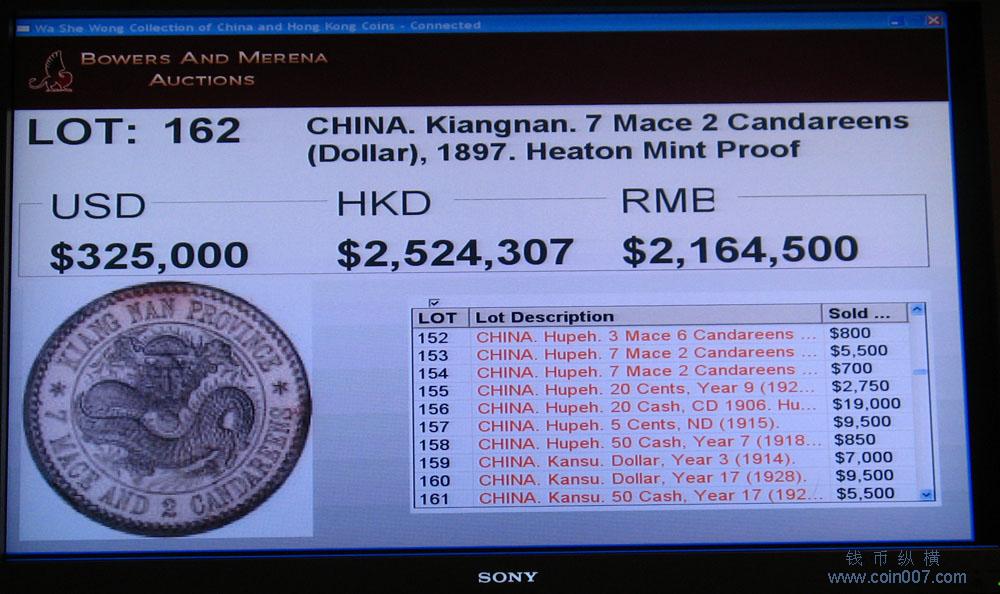 Wa She Wong Collection of China and Hong Kong Coins - Connected
BOWERS AND MERENA
AUCTIONS
LOT: 162
CHINA. Kiangnan. 7 Mace 2 Candareens
(Dollar), 1897. Heaton Mint Proof
USD HKD RMB
$325,000 $2,524,307 $2,164,500
KIANG NAN PROVINCE
7 MACE AND 2 CANDAREENS
LOT Lot Description Sold ...
152 CHINA. Hupeh. 3 Mace 6 Candareens ... $800
153 CHINA. Hupeh. 7 Mace 2 Candareens ... $5,500
154 CHINA. Hupeh. 7 Mace 2 Candareens ... $700
155 CHINA. Hupeh. 20 Cents, Year 9 (192... $2,750
156 CHINA. Hupeh. 20 Cash, CD 1906. Hu... $19,000
157 CHINA. Hupeh. 5 Cents, ND (1915). $9,500
158 CHINA. Hupeh. 50 Cash, Year 7 (1918... $850
159 CHINA. Kansu. Dollar, Year 3 (1914). $7,000
160 CHINA. Kansu. Dollar, Year 17 (1928). $9,500
161 CHINA. Kansu. 50 Cash, Year 17 (192... $5,500
SONY
钱币纵横
www.coin007.com